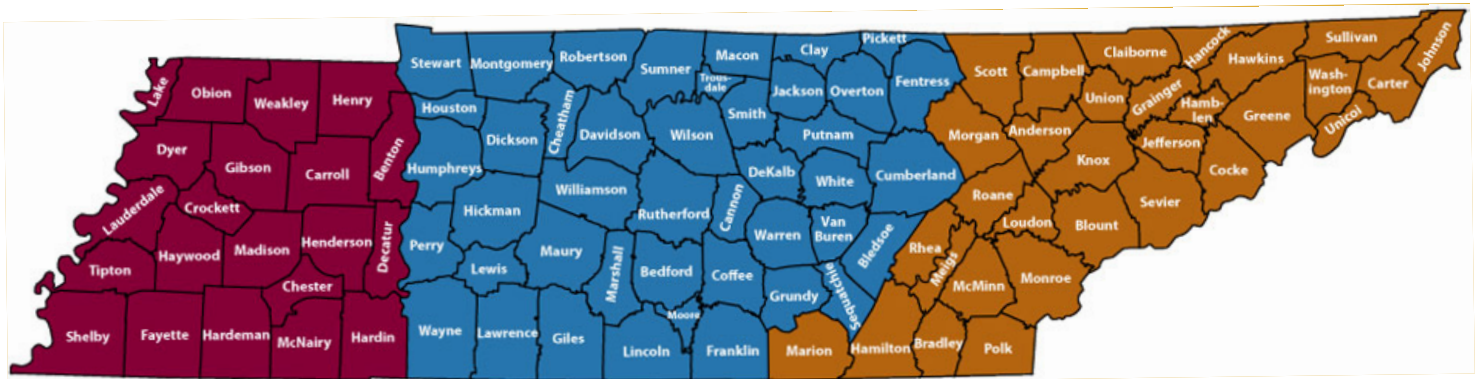 Lake
Obion
Weakley
Henry
Dyer
Gibson
Carroll
Benton
Lauderdale
Crockett
Haywood
Madison
Henderson
Decatur
Tipton
Chester
Shelby
Fayette
Hardeman
McNairy
Hardin
Stewart
Montgomery
Robertson
Sumner
Macon
Trous-
dale
Clay
Pickett
Jackson
Overton
Fentress
Houston
Dickson
Cheatham
Davidson
Wilson
Smith
Putnam
Humphreys
Williamson
DeKalb
White
Cumberland
Hickman
Rutherford
Cannon
Warren
Van
Buren
Bledsoe
Perry
Lewis
Maury
Marshall
Bedford
Coffee
Grundy
Sequatchie
Moore
Wayne
Lawrence
Giles
Lincoln
Franklin
Scott
Campbell
Claiborne
Hancock
Hawkins
Sullivan
Johnson
Union
Grainger
Hamb-
len
Greene
Wash-
ington
Carter
Unicoi
Morgan
Anderson
Knox
Jefferson
Cocke
Roane
Loudon
Blount
Sevier
Rhea
Meigs
McMinn
Monroe
Marion
Hamilton
Bradley
Polk